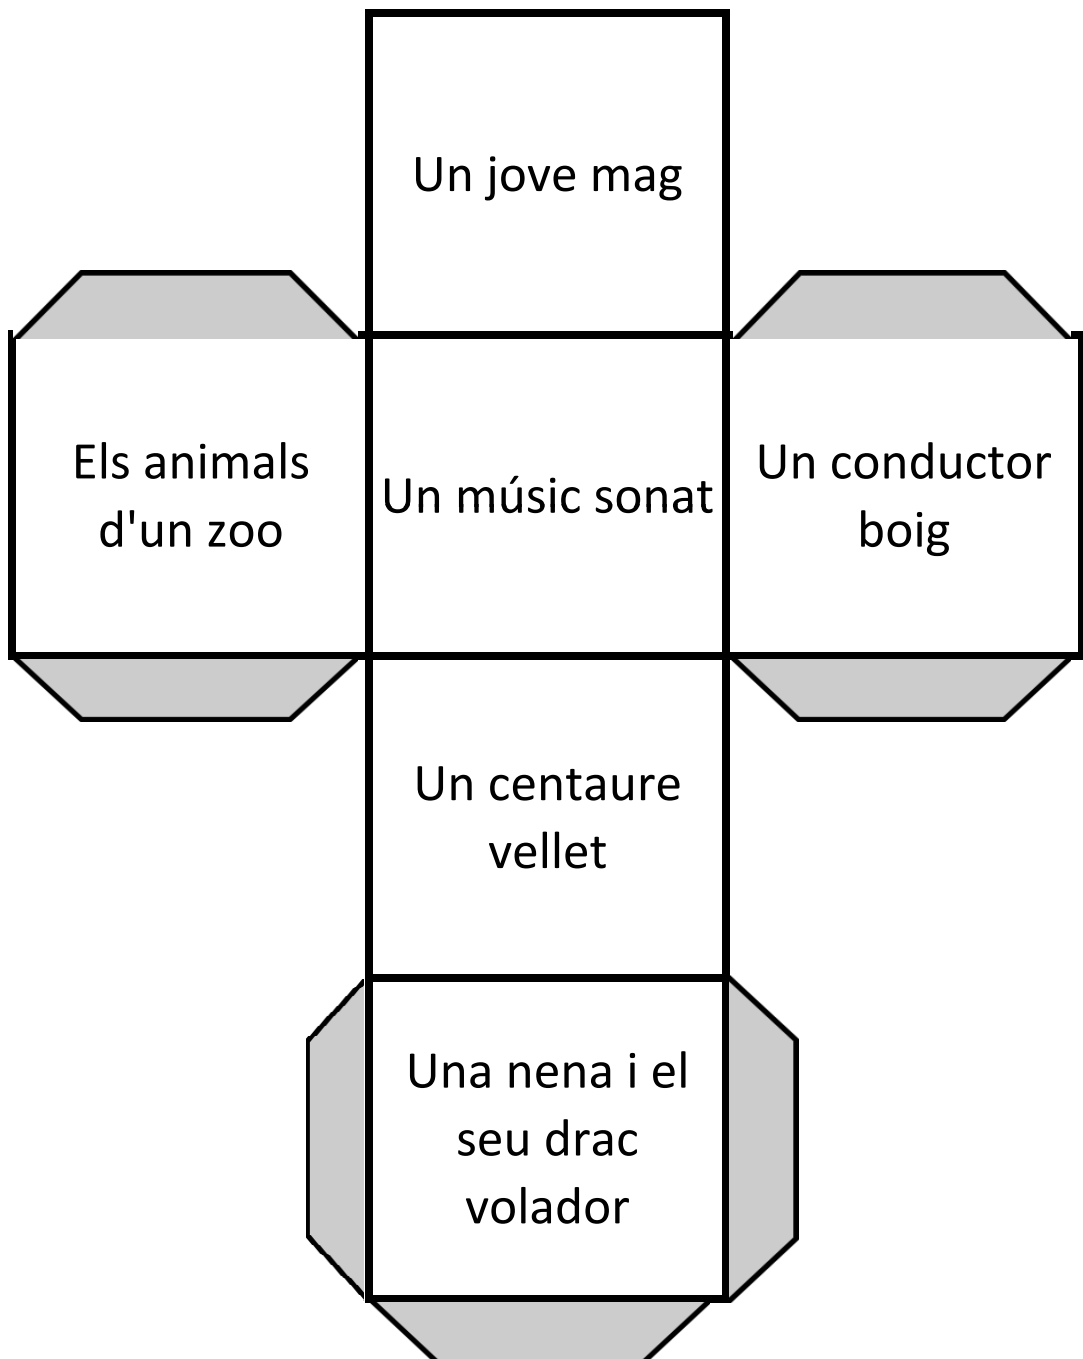 Un jove mag
Els animals
d'un zoo
Un músic sonat
Un conductor
boig
Un centaure
vellet
Una nena i el
seu drac
volador